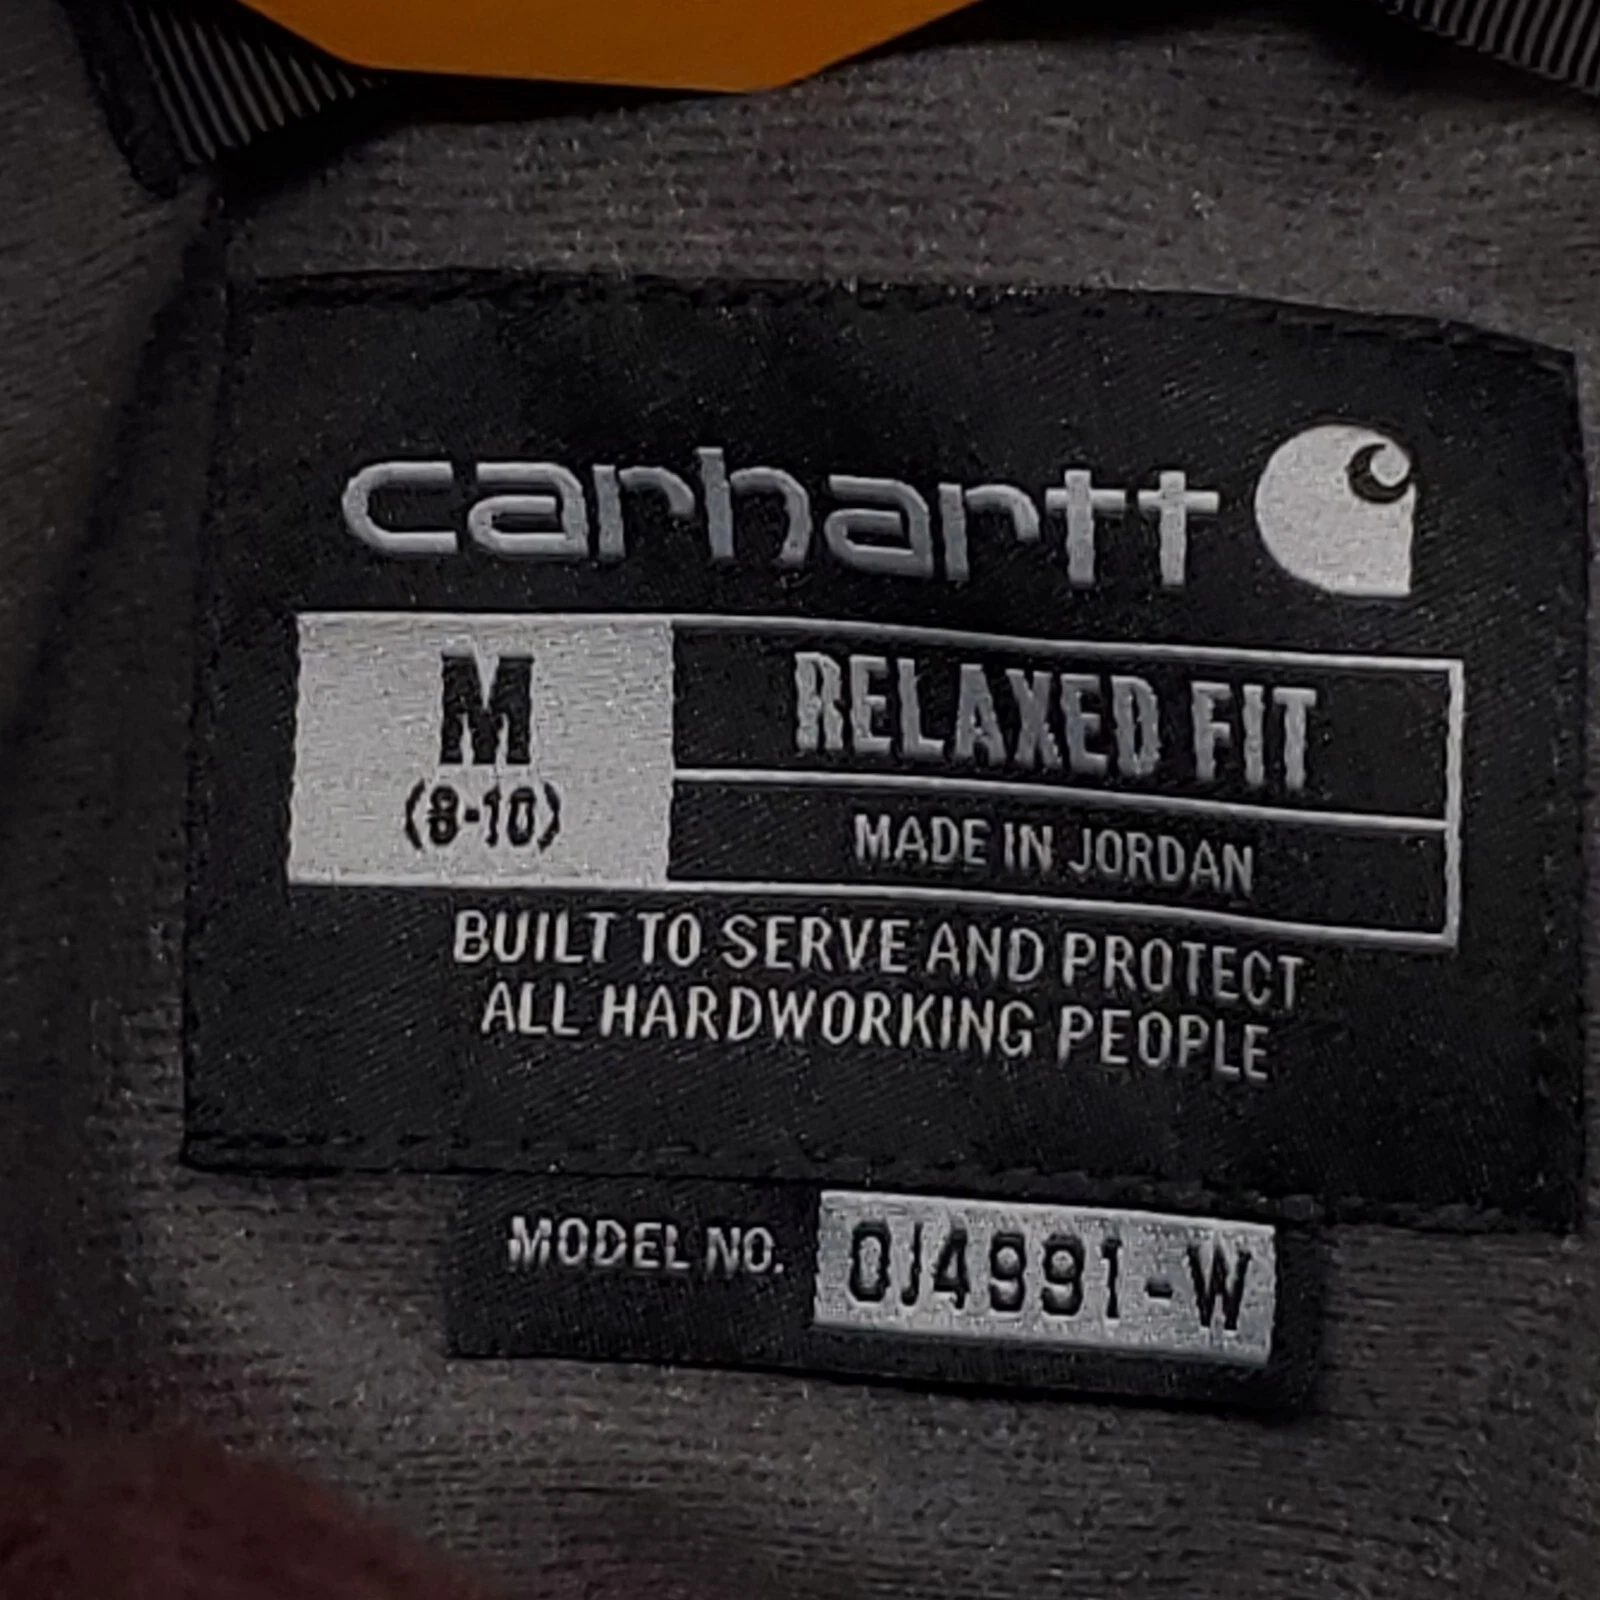 carhartt
M
(8-10)
RELAXED FIT
MADE IN JORDAN
BUILT TO SERVE AND PROTECT
ALL HARDWORKING PEOPLE
MODEL NO. OJ4991-W